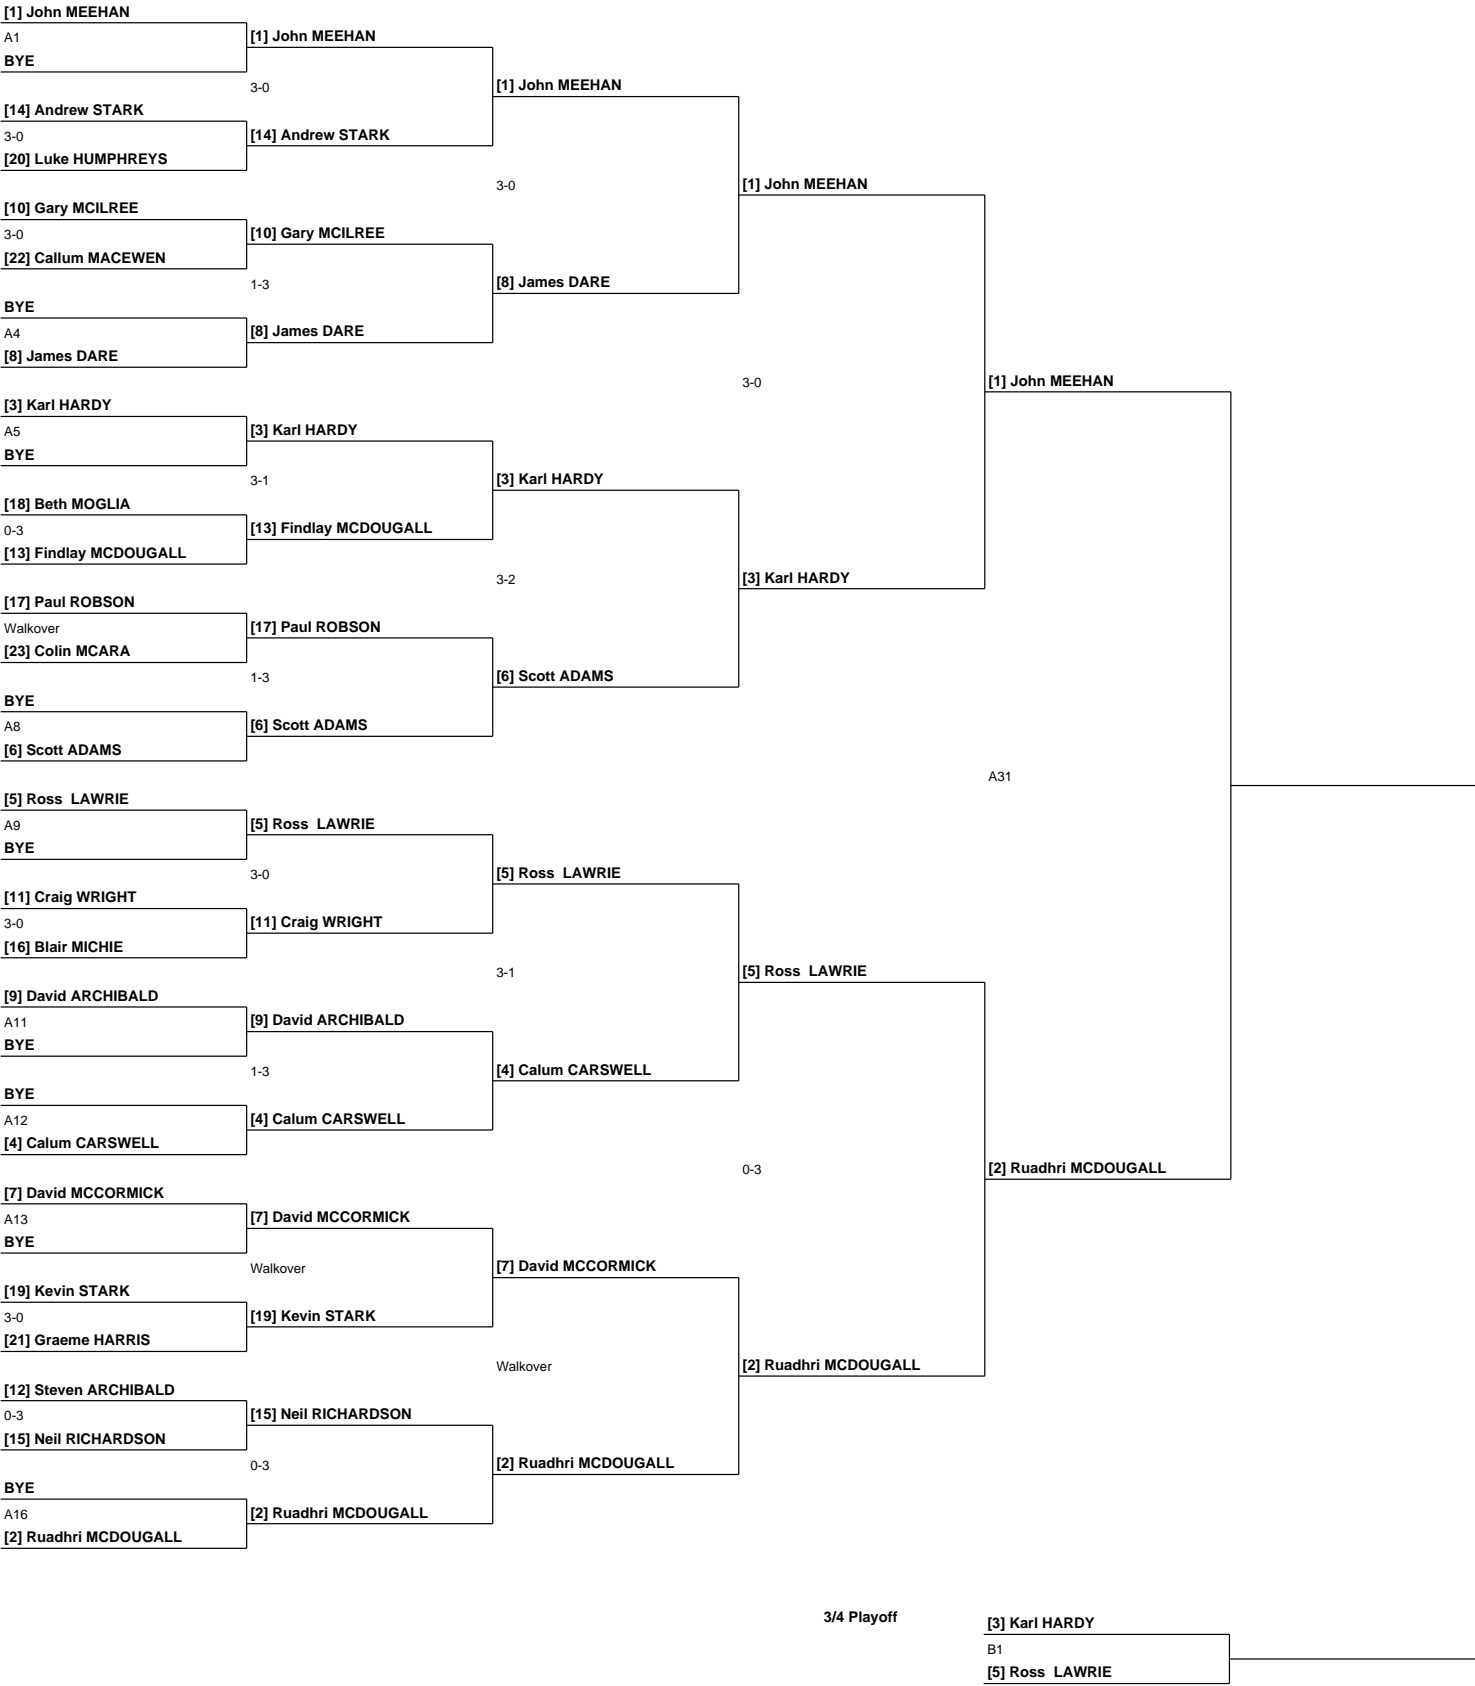 [1] John MEEHAN
A1
BYE
[14] Andrew STARK
3-0
[20] Luke HUMPHREYS
[10] Gary MCILREE
3-0
[22] Callum MACEWEN
BYE
A4
[8] James DARE
[3] Karl HARDY
A5
BYE
[18] Beth MOGLIA
0-3
[13] Findlay MCDOUGALL
[17] Paul ROBSON
Walkover
[23] Colin MCARA
BYE
A8
[6] Scott ADAMS
[5] Ross  LAWRIE
A9
BYE
[11] Craig WRIGHT
3-0
[16] Blair MICHIE
[9] David ARCHIBALD
A11
BYE
BYE
A12
[4] Calum CARSWELL
[7] David MCCORMICK
A13
BYE
[19] Kevin STARK
3-0
[21] Graeme HARRIS
[12] Steven ARCHIBALD
0-3
[15] Neil RICHARDSON
BYE
A16
[2] Ruadhri MCDOUGALL
[1] John MEEHAN
3-0
[14] Andrew STARK
[10] Gary MCILREE
1-3
[8] James DARE
[3] Karl HARDY
3-1
[13] Findlay MCDOUGALL
[17] Paul ROBSON
1-3
[6] Scott ADAMS
[5] Ross  LAWRIE
3-0
[11] Craig WRIGHT
[9] David ARCHIBALD
1-3
[4] Calum CARSWELL
[7] David MCCORMICK
Walkover
[19] Kevin STARK
[15] Neil RICHARDSON
0-3
[2] Ruadhri MCDOUGALL
[1] John MEEHAN
3-0
[8] James DARE
[3] Karl HARDY
3-2
[6] Scott ADAMS
[5] Ross  LAWRIE
3-1
[4] Calum CARSWELL
[7] David MCCORMICK
Walkover
[2] Ruadhri MCDOUGALL
[1] John MEEHAN
3-0
[3] Karl HARDY
[5] Ross  LAWRIE
0-3
[2] Ruadhri MCDOUGALL
[1] John MEEHAN
A31
[2] Ruadhri MCDOUGALL
3/4 Playoff
[3] Karl HARDY
B1
[5] Ross  LAWRIE